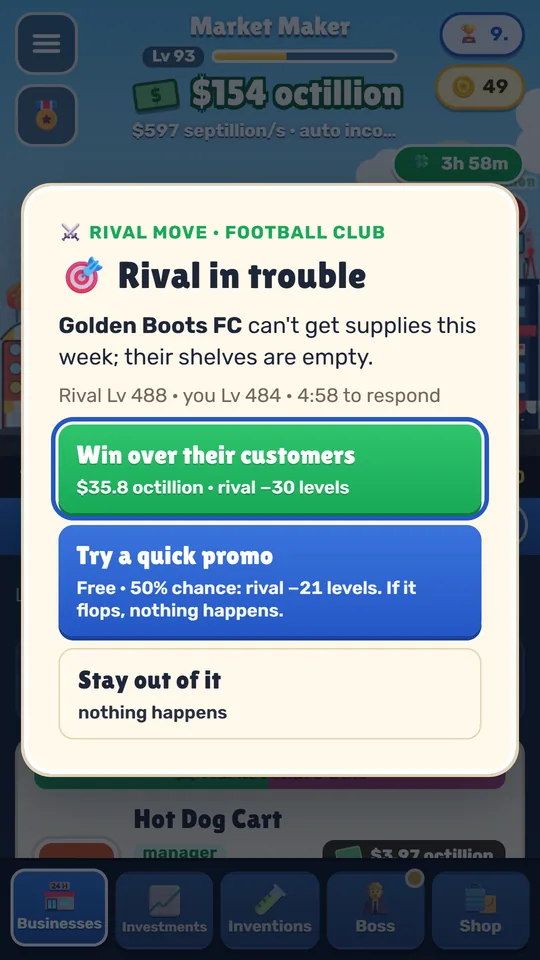 Market Maker
9.
Lv 93
$154 octillion
49
$597 septillion/s • auto inco...
3h 58m
RIVAL MOVE • FOOTBALL CLUB
Rival in trouble
Golden Boots FC can't get supplies this
week; their shelves are empty.
Rival Lv 488 • you Lv 484 • 4:58 to respond
Win over their customers
$35.8 octillion • rival −30 levels
Try a quick promo
Free • 50% chance: rival −21 levels. If it
flops, nothing happens.
Stay out of it
nothing happens
Hot Dog Cart
manager
$3.97 octillion
24 H
Businesses
Investments
Inventions
Boss
Shop